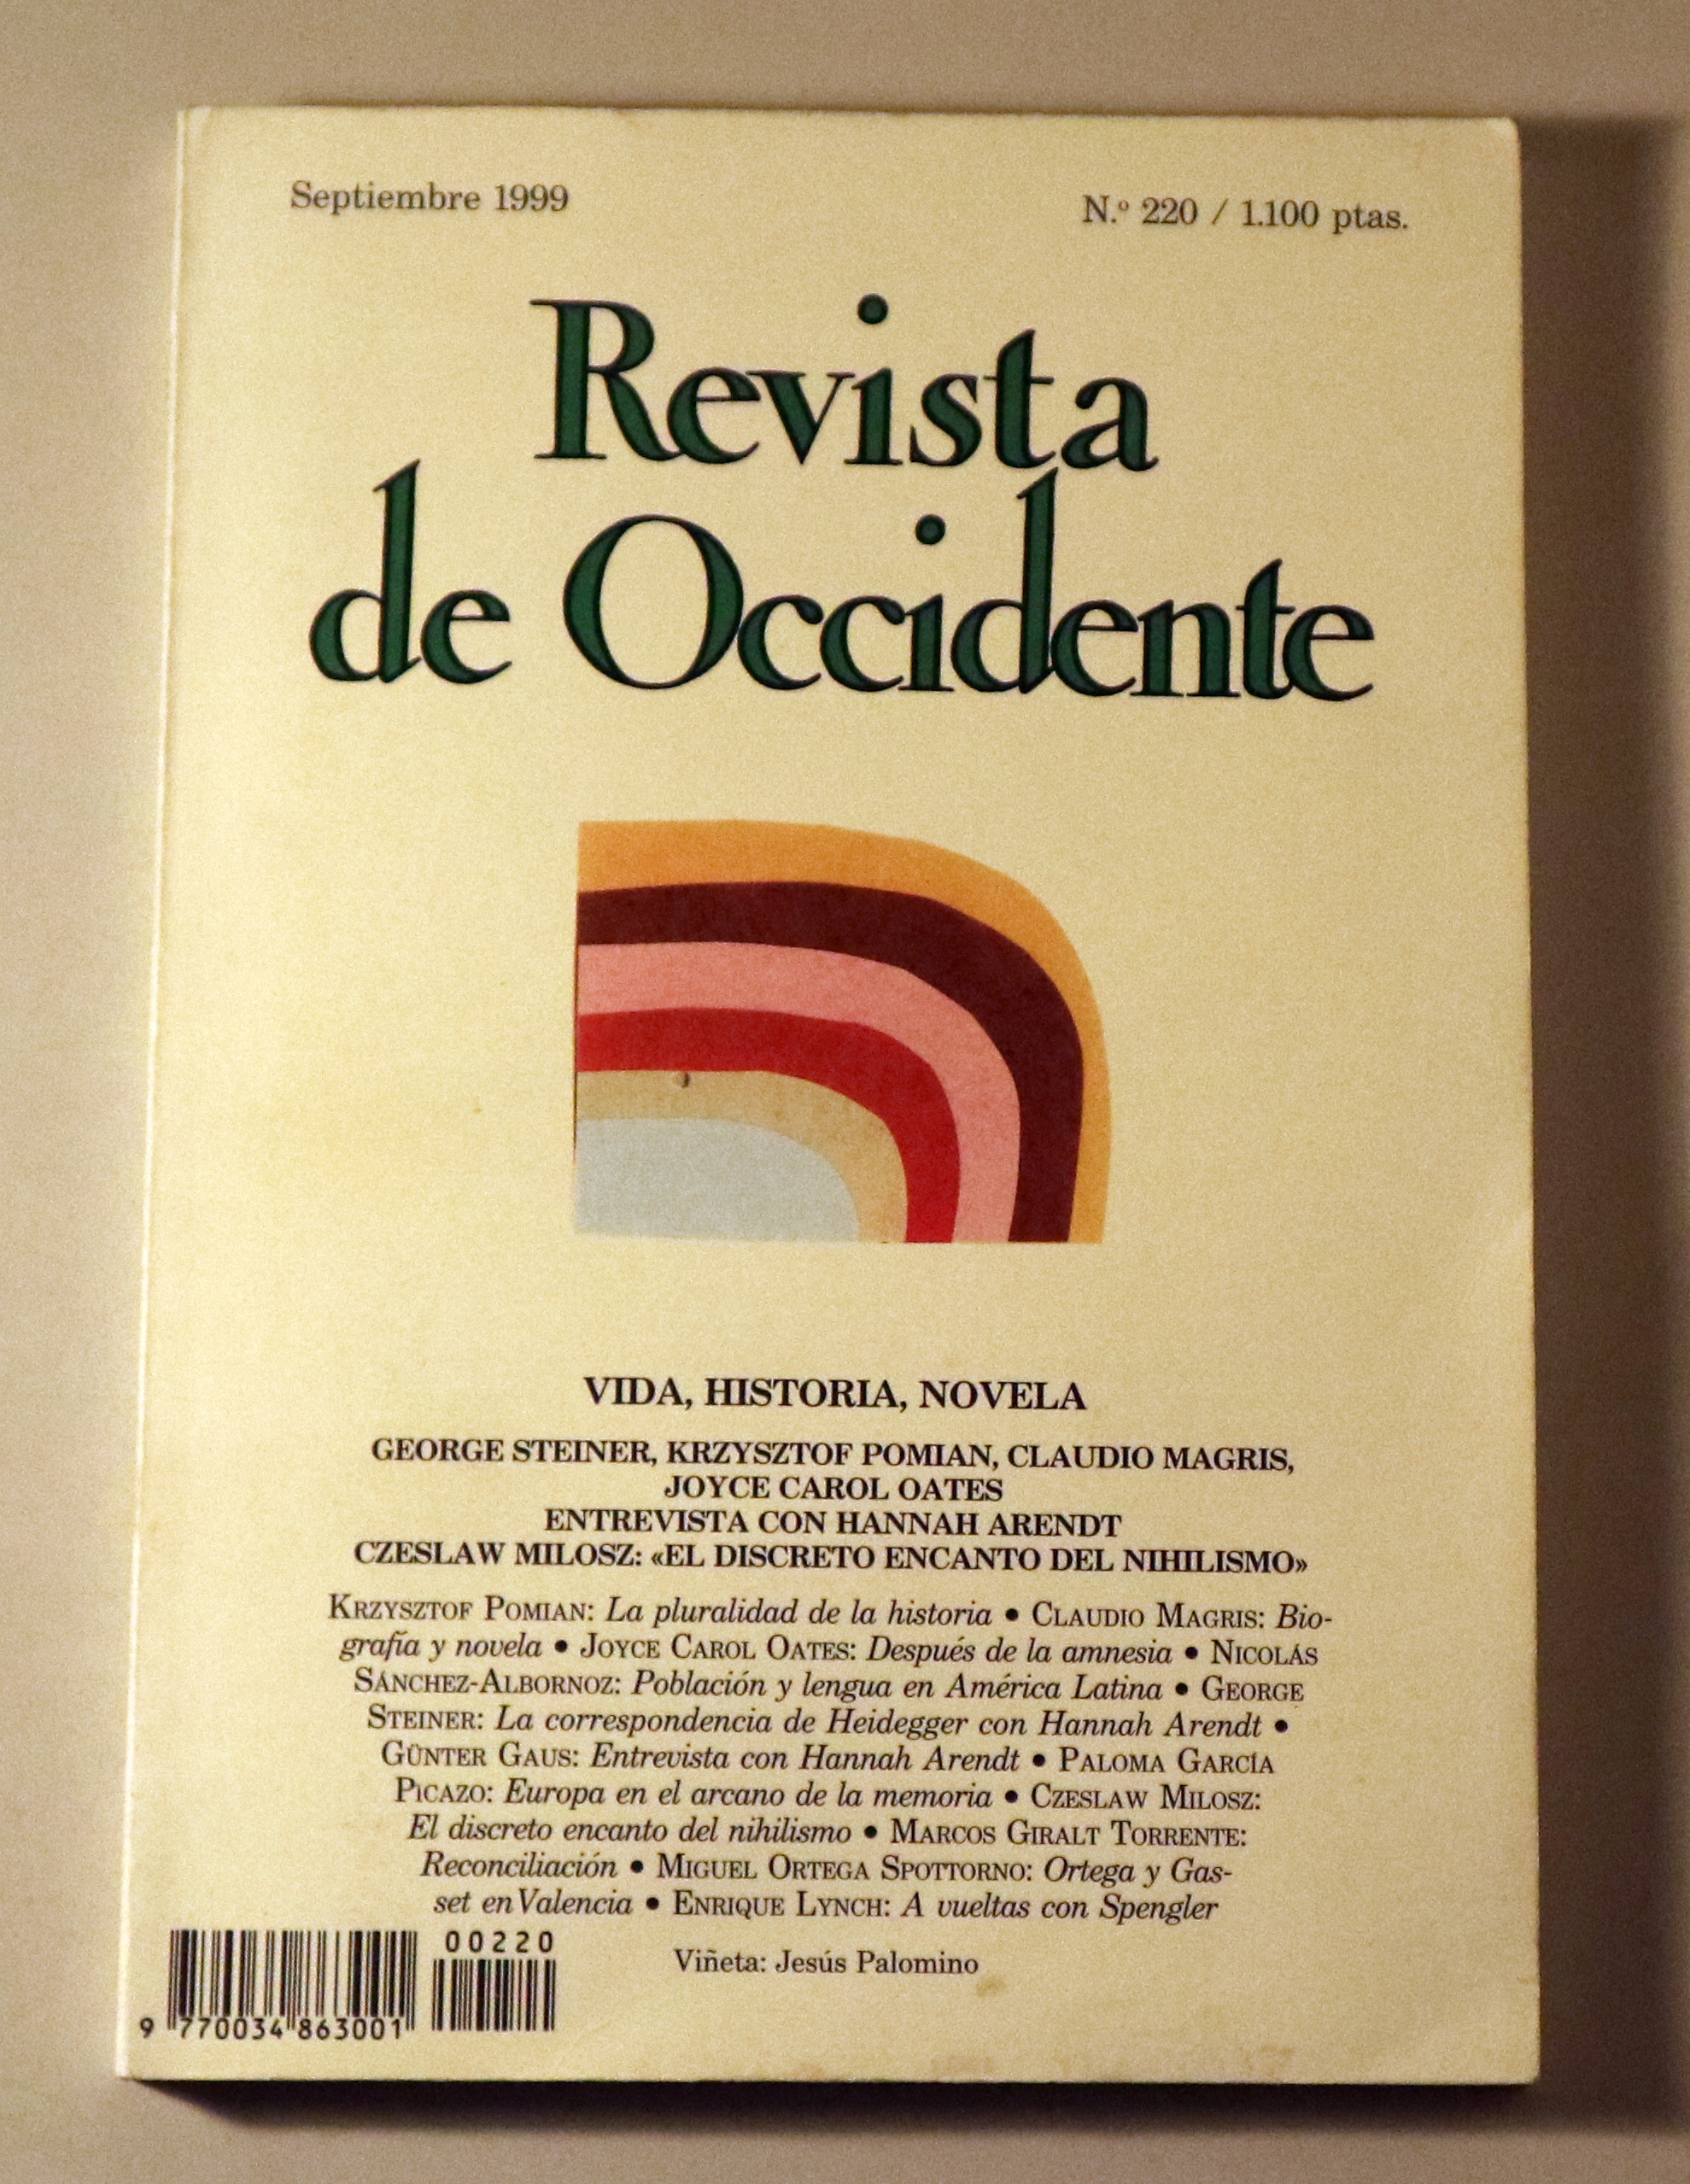 Septiembre 1999
N.º 220 / 1.100 ptas.
Revista
de Occidente
VIDA, HISTORIA, NOVELA
GEORGE STEINER, KRZYSZTOF POMIAN, CLAUDIO MAGRIS,
JOYCE CAROL OATES
ENTREVISTA CON HANNAH ARENDT
CZESLAW MILOSZ: «EL DISCRETO ENCANTO DEL NIHILISMO»
KRZYSZTOF POMIAN: La pluralidad de la historia • CLAUDIO MAGRIS: Bio-
grafía y novela • JOYCE CAROL OATES: Después de la amnesia • NICOLÁS
SÁNCHEZ-ALBORNOZ: Población y lengua en América Latina • GEORGE
STEINER: La correspondencia de Heidegger con Hannah Arendt •
GÜNTER GAUS: Entrevista con Hannah Arendt • PALOMA GARCÍA
PICAZO: Europa en el arcano de la memoria • CZESLAW MILOSZ:
El discreto encanto del nihilismo • MARCOS GIRALT TORRENTE:
Reconciliación • MIGUEL ORTEGA SPOTTORNO: Ortega y Gas-
set en Valencia • ENRIQUE LYNCH: A vueltas con Spengler
00220
Viñeta: Jesús Palomino
9 770034 863001